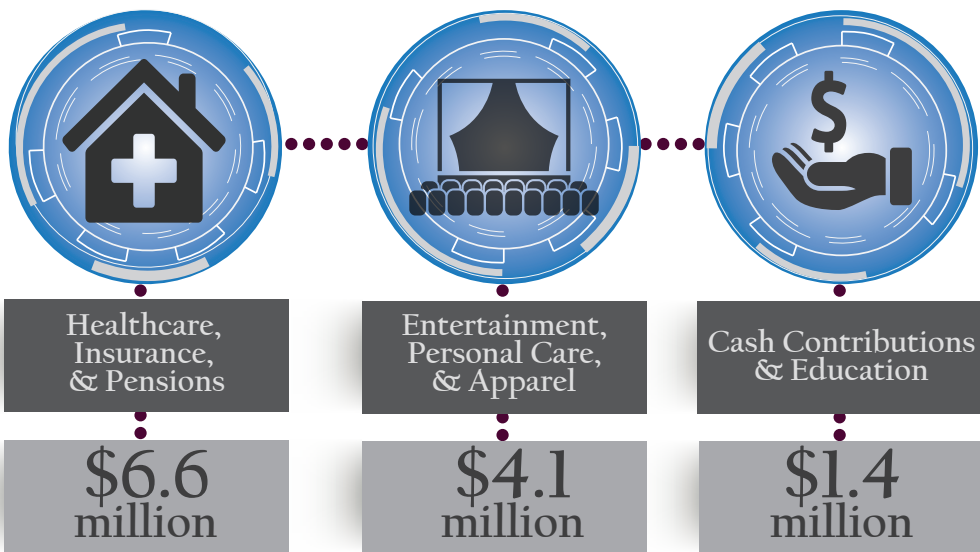 Healthcare,
Insurance,
& Pensions
$6.6
million
Entertainment,
Personal Care,
& Apparel
$4.1
million
$
Cash Contributions
& Education
$1.4
million